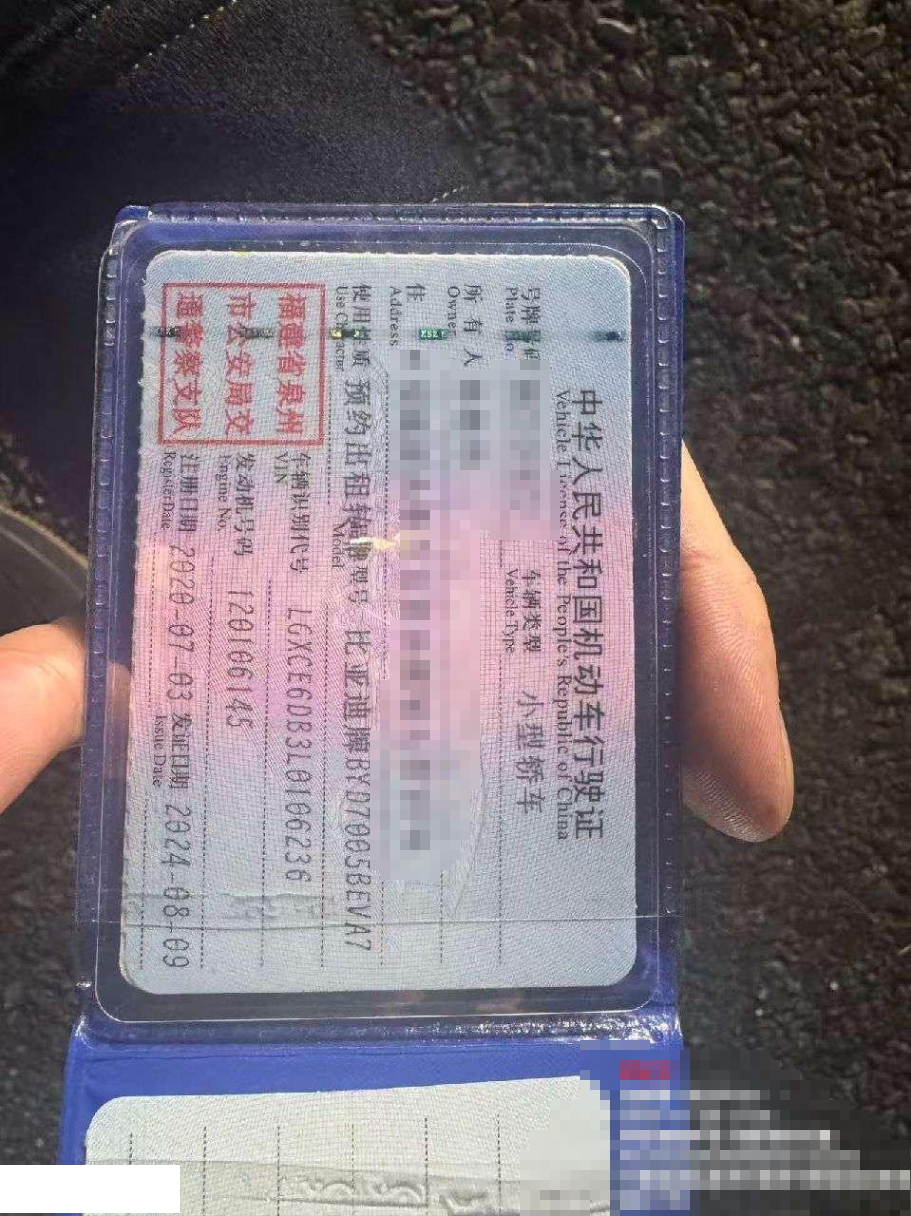 中华人民共和国机动车行驶证
Vehicle License of the People's Republic of China
号牌号码
Plate No.
车辆类型 小型轿车
Vehicle Type
所有人
Owner
住
Address
使用性质 预约出租
Use Character
品牌型号 比亚迪牌BYD7005BEVA7
Model
福建省泉州
市公安局交
通警察支队
车辆识别代号 LGXCE6DB3L0106236
VIN
发动机号码 120106145
Engine No.
注册日期 2020-07-03
Register Date
发证日期 2024-08-09
Issue Date